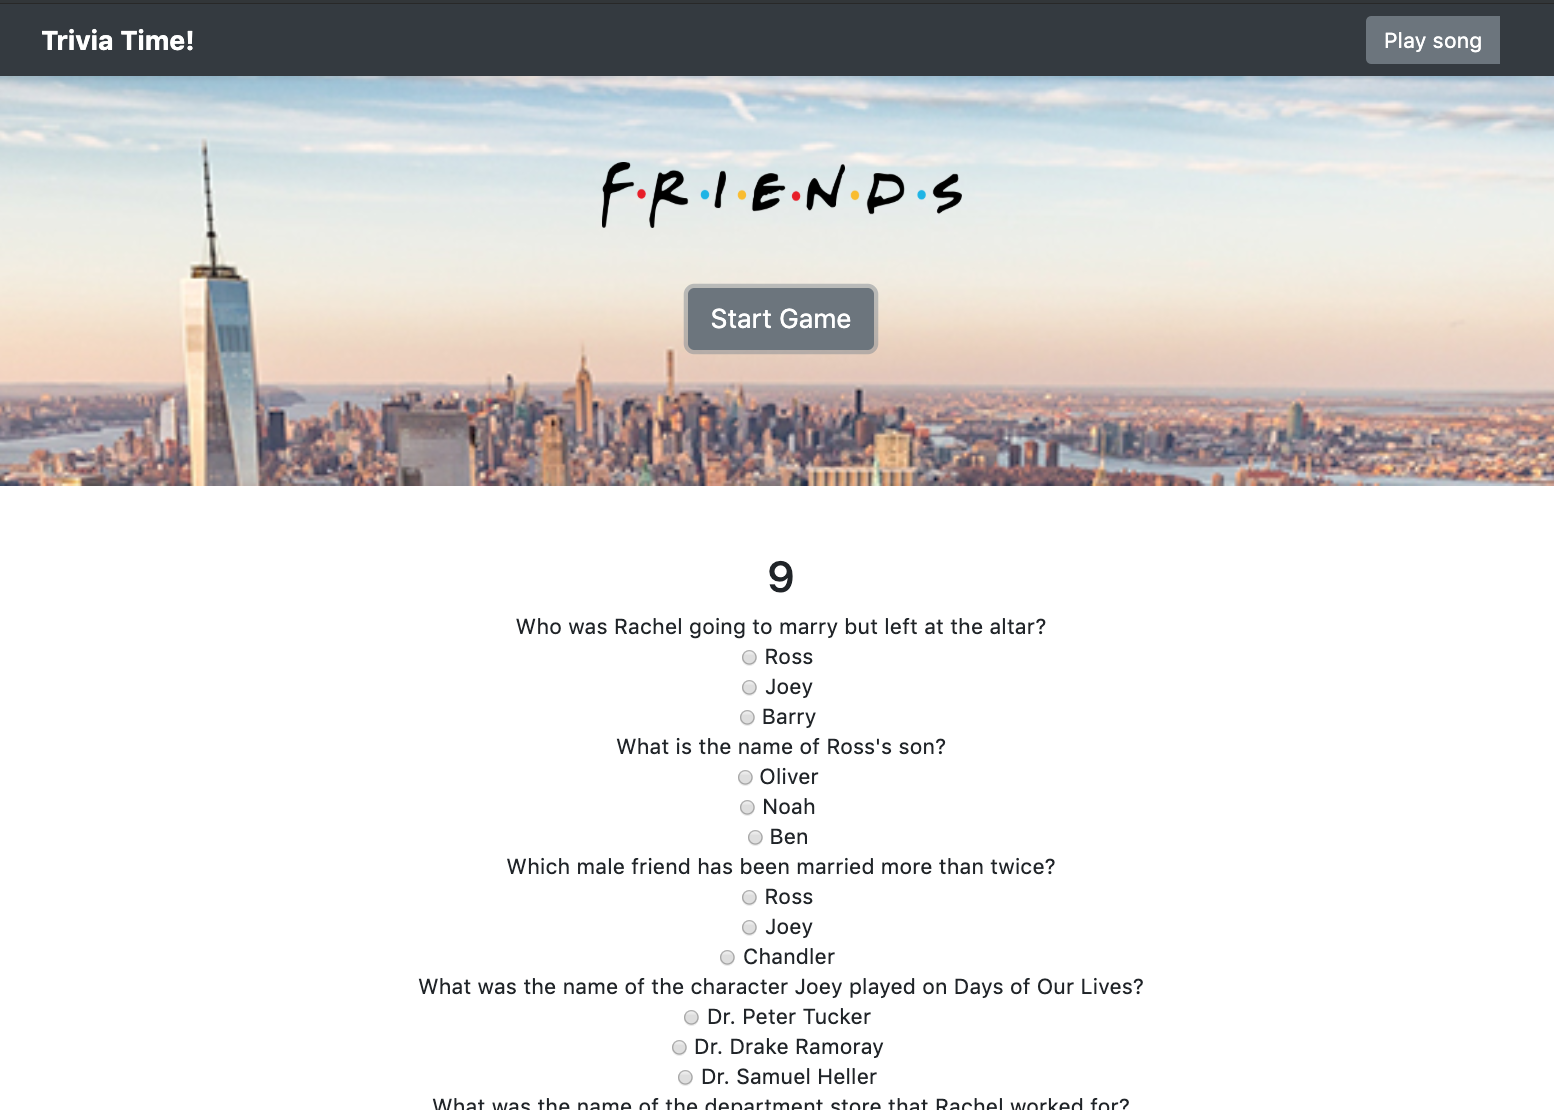 Trivia Time!
Play song
F·R·I·E·N·D·S
Start Game
9
Who was Rachel going to marry but left at the altar?
Ross
Joey
Barry
What is the name of Ross's son?
Oliver
Noah
Ben
Which male friend has been married more than twice?
Ross
Joey
Chandler
What was the name of the character Joey played on Days of Our Lives?
Dr. Peter Tucker
Dr. Drake Ramoray
Dr. Samuel Heller
What was the name of the department store that Rachel worked for?